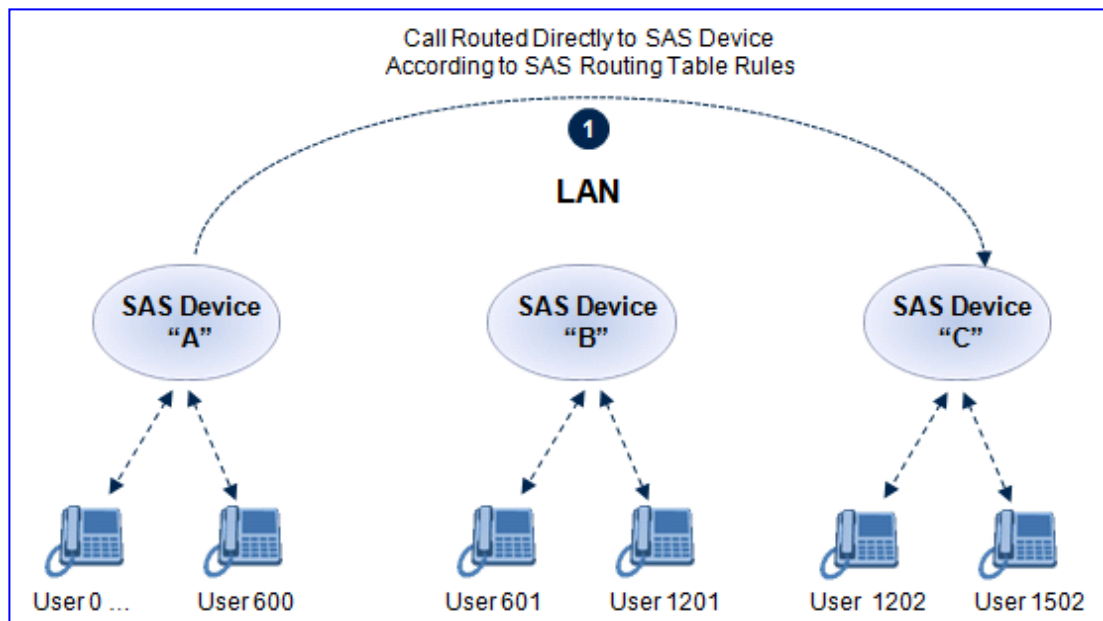 Call Routed Directly to SAS Device
According to SAS Routing Table Rules
1
LAN
SAS Device
“A”
SAS Device
“B”
SAS Device
“C”
User 0 ...
User 600
User 601
User 1201
User 1202
User 1502